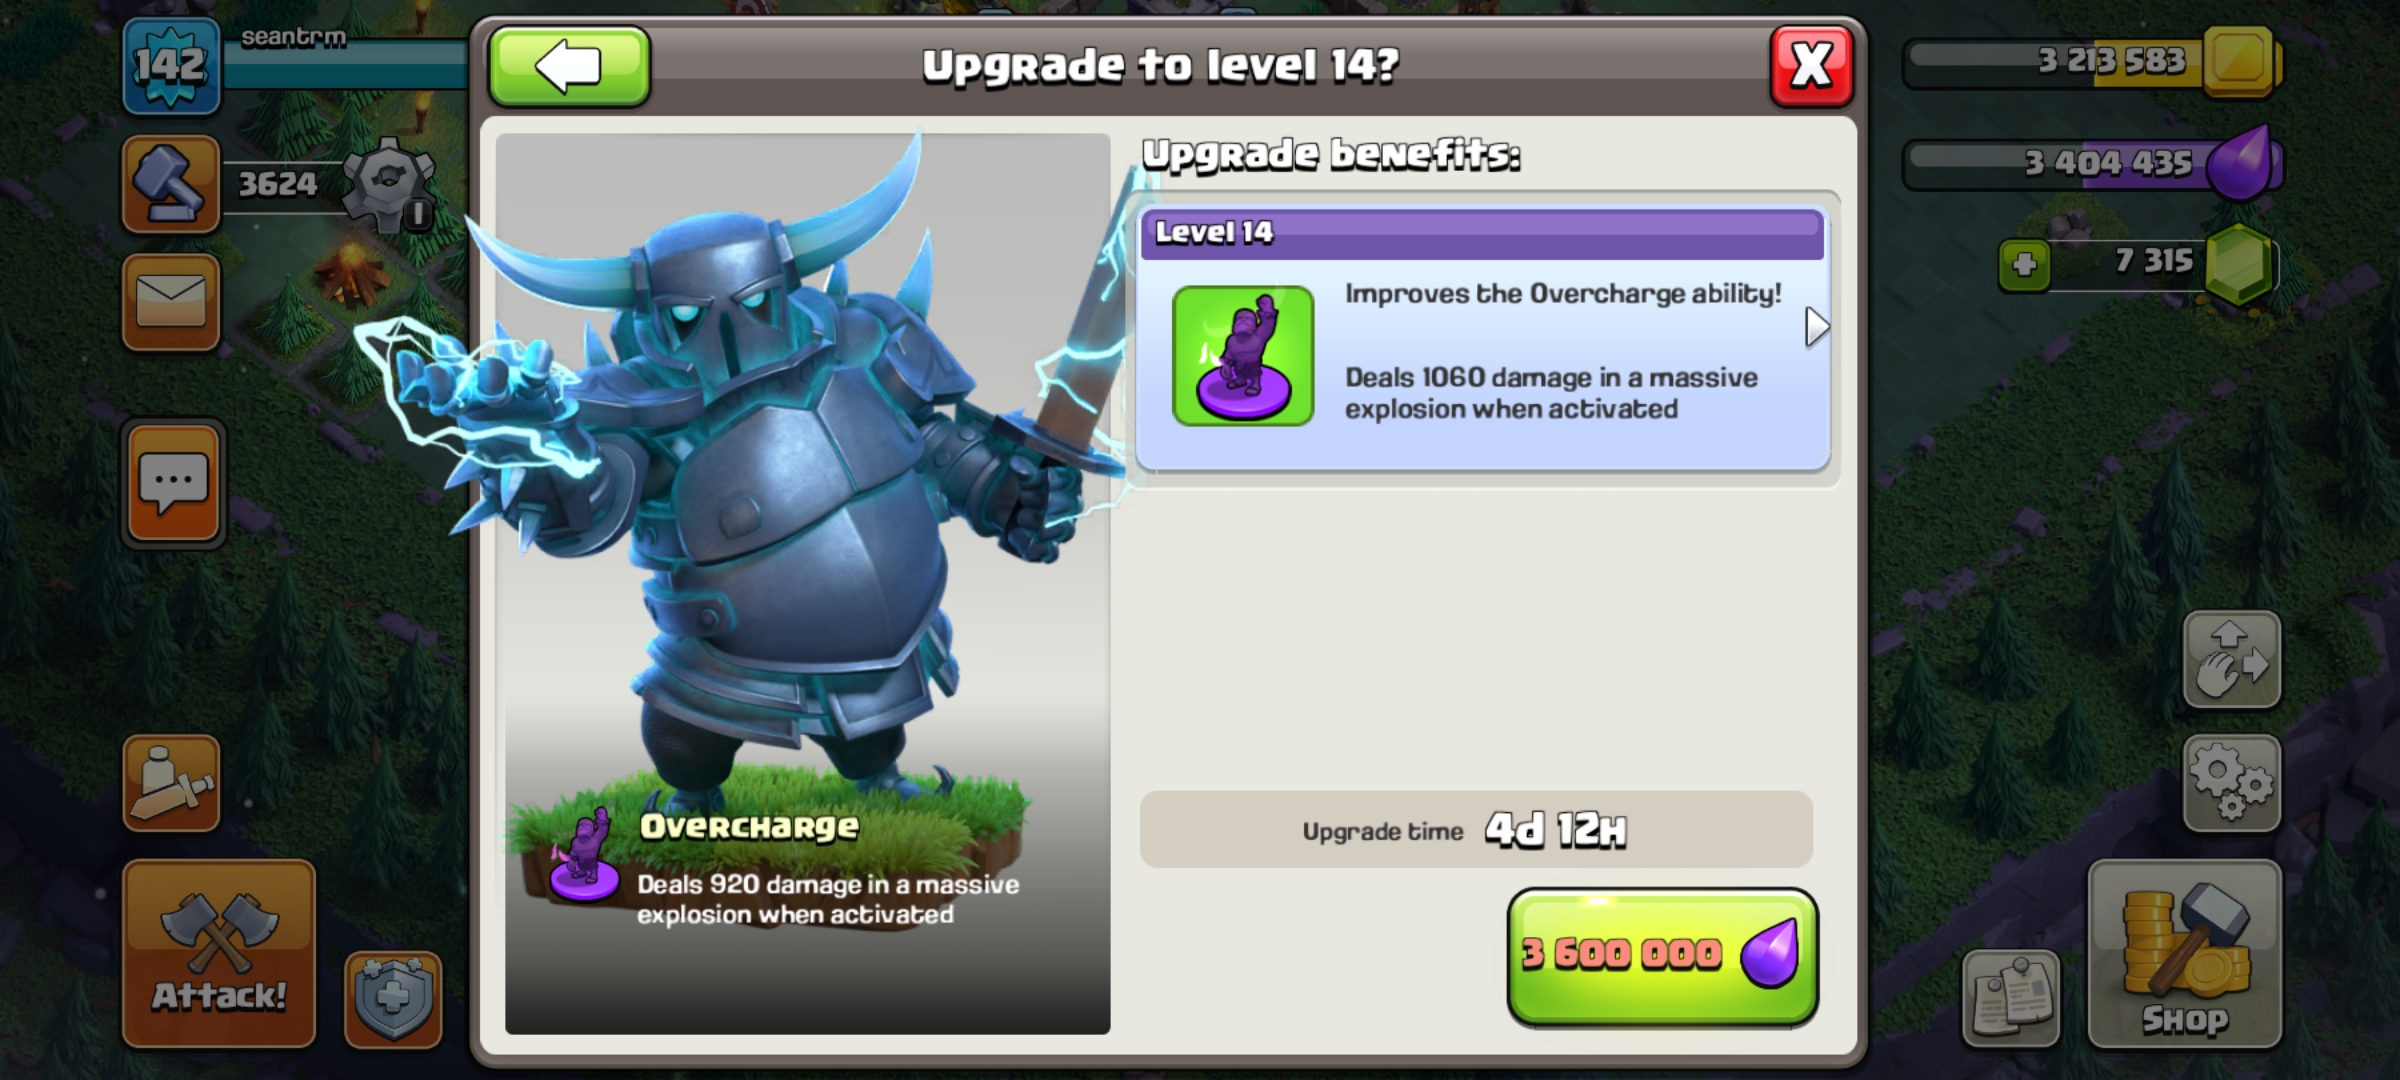 142
seantrm
3624
Upgrade to level 14?
X
3 213 583
3 404 435
7 315
Upgrade benefits:
Level 14
Improves the Overcharge ability!
Deals 1060 damage in a massive
explosion when activated
Overcharge
Deals 920 damage in a massive
explosion when activated
Upgrade time 4d 12H
3 600 000
Attack!
Shop